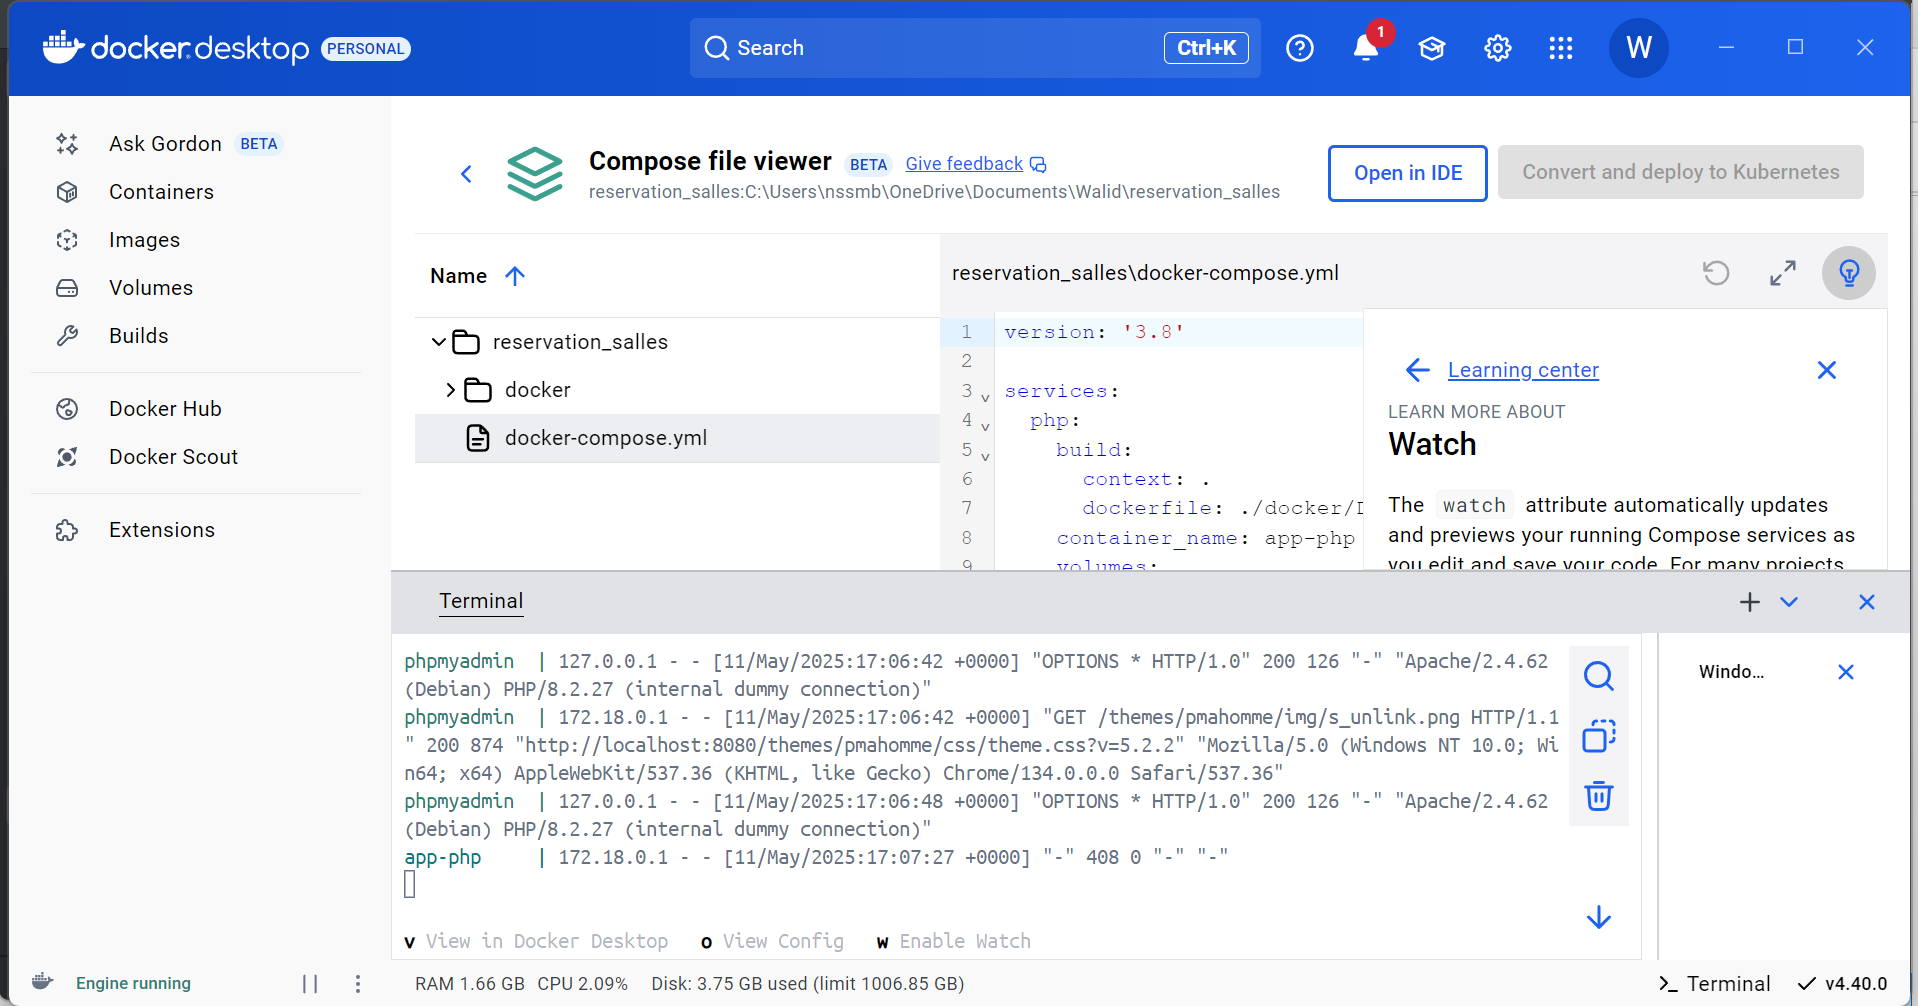 docker desktop PERSONAL
Search Ctrl+K
1
W
Ask Gordon BETA
Containers
Images
Volumes
Builds
Docker Hub
Docker Scout
Extensions
Compose file viewer BETA Give feedback
reservation_salles:C:\Users\nssmb\OneDrive\Documents\Walid\reservation_salles
Open in IDE
Convert and deploy to Kubernetes
Name
reservation_salles
docker
docker-compose.yml
reservation_salles\docker-compose.yml
1 version: '3.8'
2
3 services:
4 php:
5 build:
6 context: .
7 dockerfile: ./docker/D
8 container_name: app-php
9 volumes:
Learning center
LEARN MORE ABOUT
Watch
The watch attribute automatically updates
and previews your running Compose services as
you edit and save your code. For many projects
Terminal
phpmyadmin | 127.0.0.1 - - [11/May/2025:17:06:42 +0000] "OPTIONS * HTTP/1.0" 200 126 "-" "Apache/2.4.62
(Debian) PHP/8.2.27 (internal dummy connection)"
phpmyadmin | 172.18.0.1 - - [11/May/2025:17:06:42 +0000] "GET /themes/pmahomme/img/s_unlink.png HTTP/1.1
" 200 874 "http://localhost:8080/themes/pmahomme/css/theme.css?v=5.2.2" "Mozilla/5.0 (Windows NT 10.0; Wi
n64; x64) AppleWebKit/537.36 (KHTML, like Gecko) Chrome/134.0.0.0 Safari/537.36"
phpmyadmin | 127.0.0.1 - - [11/May/2025:17:06:48 +0000] "OPTIONS * HTTP/1.0" 200 126 "-" "Apache/2.4.62
(Debian) PHP/8.2.27 (internal dummy connection)"
app-php | 172.18.0.1 - - [11/May/2025:17:07:27 +0000] "-" 408 0 "-" "-"
v View in Docker Desktop o View Config w Enable Watch
Windo...
Engine running
RAM 1.66 GB CPU 2.09% Disk: 3.75 GB used (limit 1006.85 GB)
>_ Terminal
v4.40.0